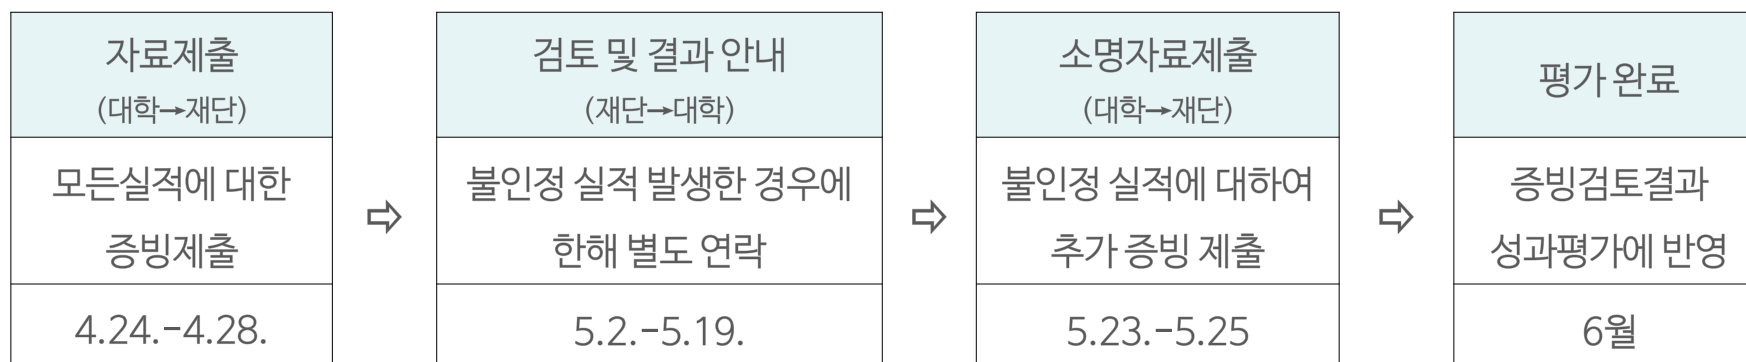 자료제출
(대학→재단)
모든실적에 대한
증빙제출
4.24.-4.28.
⇨
검토 및 결과 안내
(재단→대학)
불인정 실적 발생한 경우에
한해 별도 연락
5.2.-5.19.
⇨
소명자료제출
(대학→재단)
불인정 실적에 대하여
추가 증빙 제출
5.23.-5.25
⇨
평가 완료
증빙검토결과
성과평가에 반영
6월